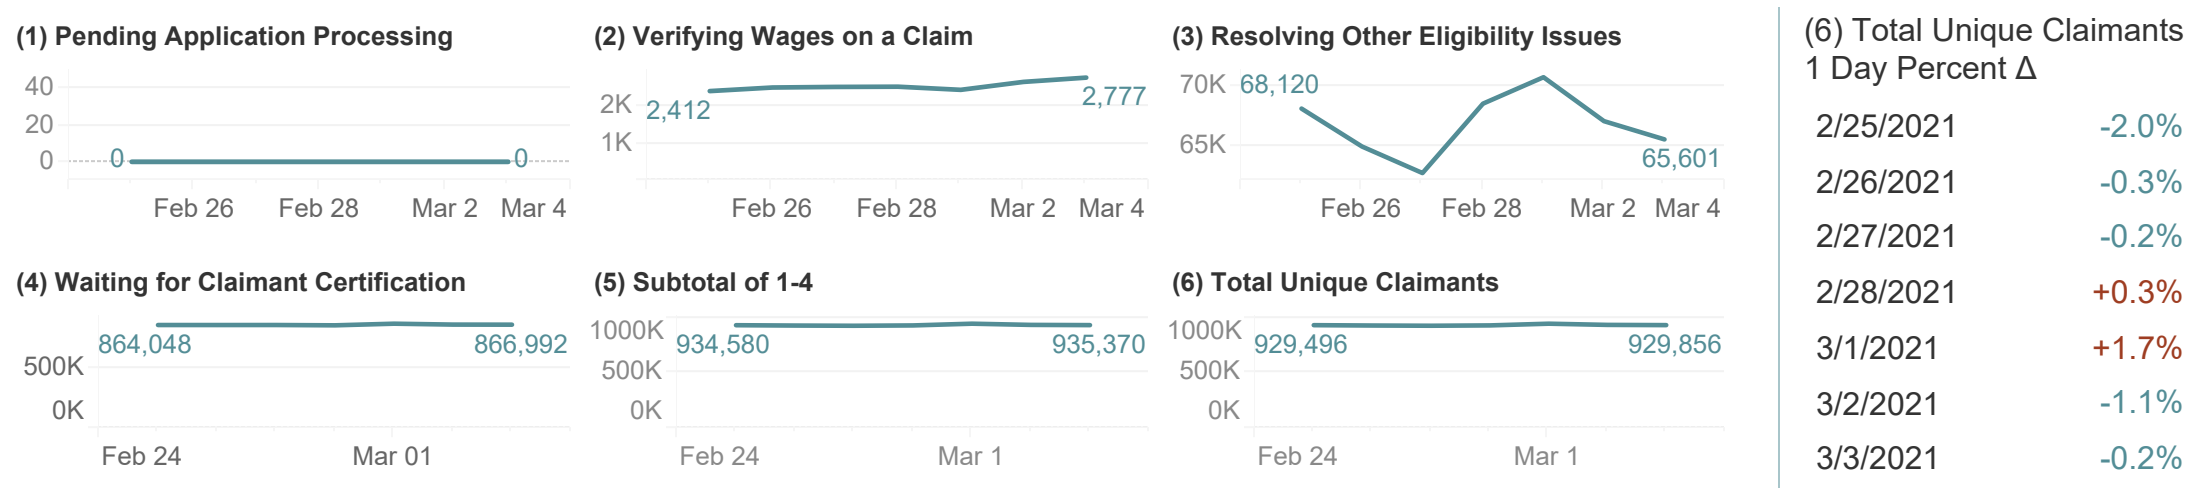 (1) Pending Application Processing
40
20
0
0
0
Feb 26
Feb 28
Mar 2
Mar 4
(2) Verifying Wages on a Claim
2K
1K
2,412
2,777
Feb 26
Feb 28
Mar 2
Mar 4
(3) Resolving Other Eligibility Issues
70K
65K
68,120
65,601
Feb 26
Feb 28
Mar 2
Mar 4
(4) Waiting for Claimant Certification
864,048
866,992
500K
0K
Feb 24
Mar 01
(5) Subtotal of 1-4
1000K
934,580
935,370
500K
0K
Feb 24
Mar 1
(6) Total Unique Claimants
1000K
929,496
929,856
500K
0K
Feb 24
Mar 1
(6) Total Unique Claimants
1 Day Percent Δ
2/25/2021 -2.0%
2/26/2021 -0.3%
2/27/2021 -0.2%
2/28/2021 +0.3%
3/1/2021 +1.7%
3/2/2021 -1.1%
3/3/2021 -0.2%